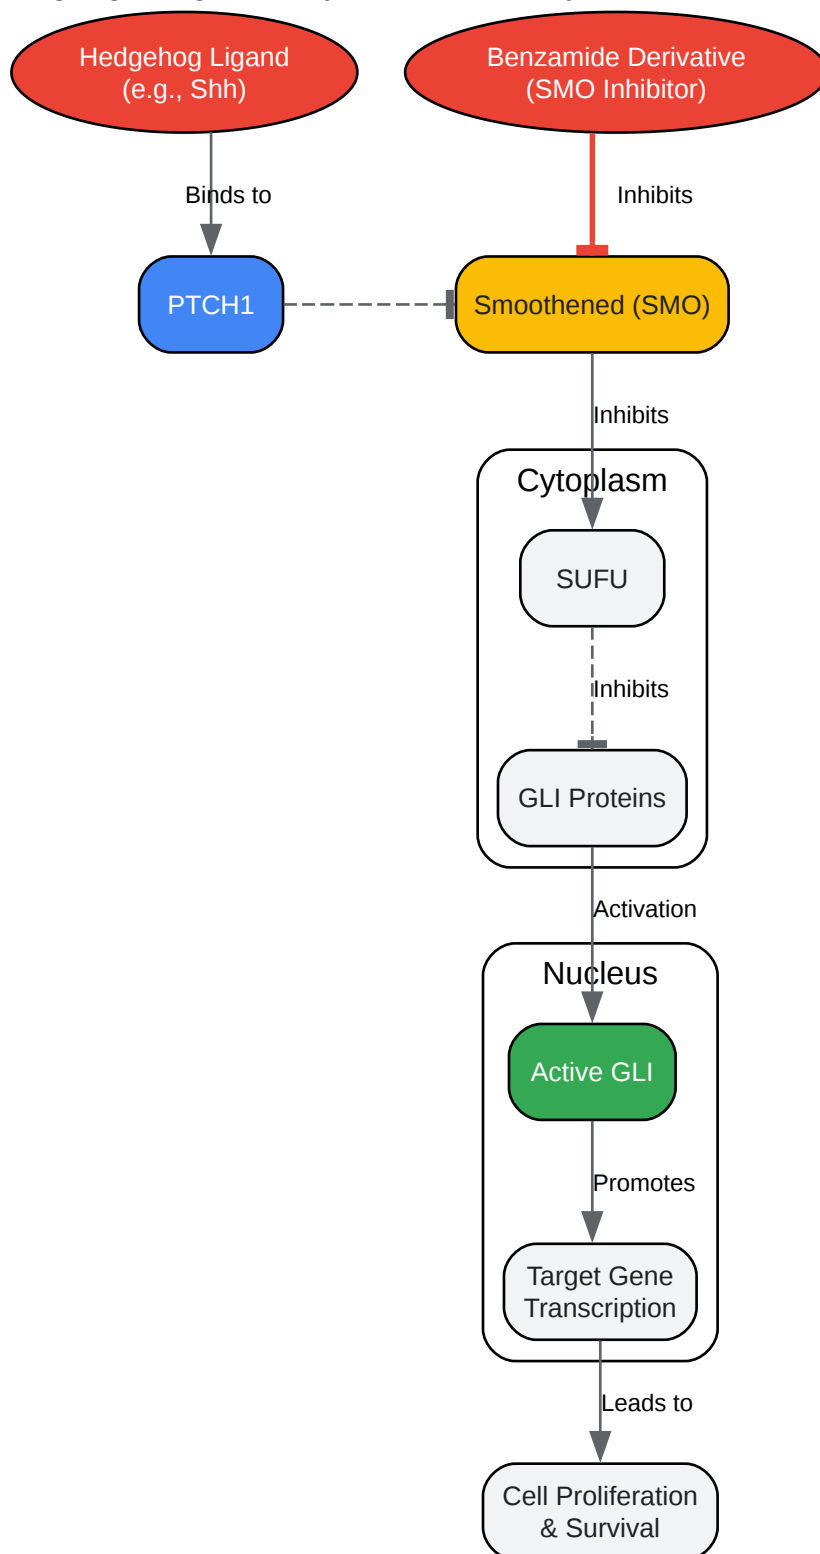 Hedgehog Ligand
(e.g., Shh)
Benzamide Derivative
(SMO Inhibitor)
Binds to
Inhibits
PTCH1
Smoothened (SMO)
Inhibits
Cytoplasm
SUFU
Inhibits
GLI Proteins
Activation
Nucleus
Active GLI
Promotes
Target Gene
Transcription
Leads to
Cell Proliferation
& Survival